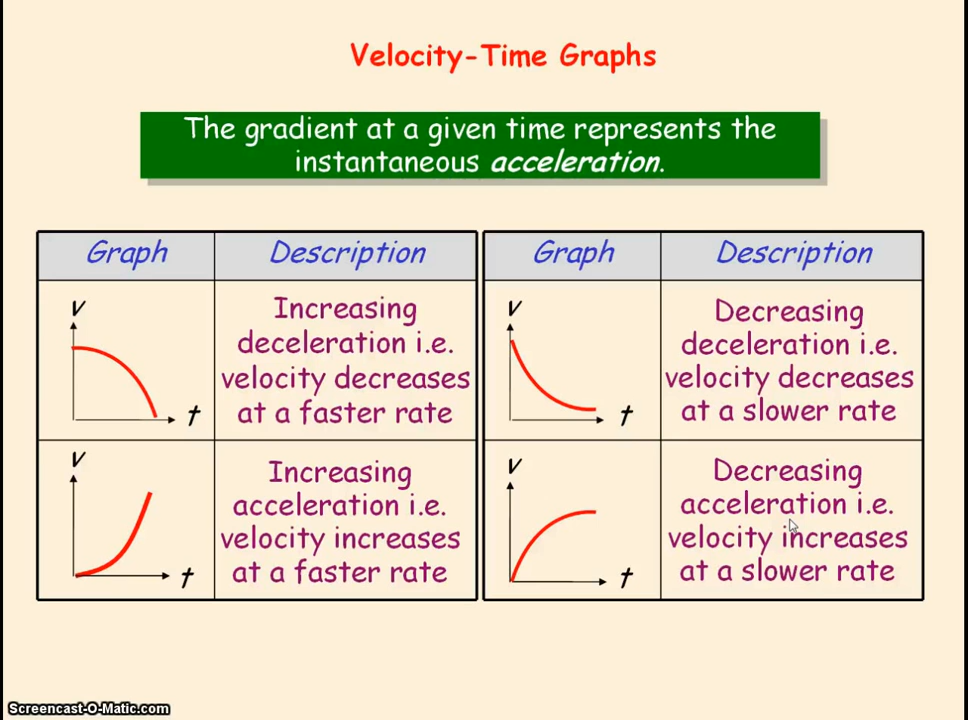 Velocity-Time Graphs
The gradient at a given time represents the
instantaneous acceleration.
Graph
Description
Graph
Description
v
t
Increasing
deceleration i.e.
velocity decreases
at a faster rate
v
t
Decreasing
deceleration i.e.
velocity decreases
at a slower rate
v
t
Increasing
acceleration i.e.
velocity increases
at a faster rate
v
t
Decreasing
acceleration i.e.
velocity increases
at a slower rate
Screencast-O-Matic.com